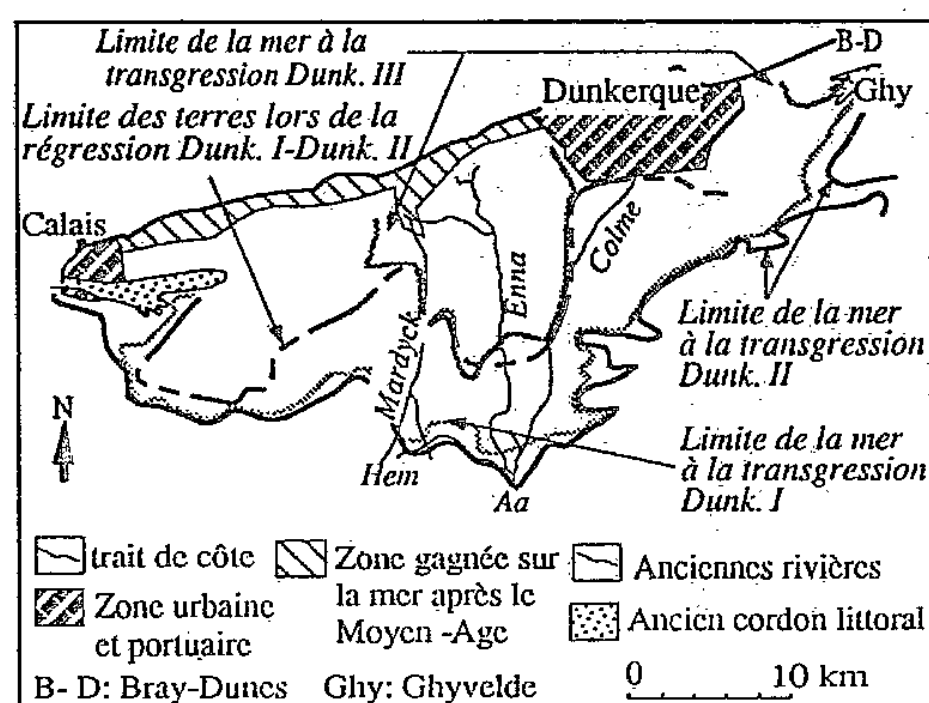 Limite de la mer à la
transgression Dunk. III
B-D
Dunkerque
Ghy
Limite des terres lors de la
régression Dunk. I-Dunk. II
Calais
Colme
Enna
Mardyck
Limite de la mer
à la transgression
Dunk. II
N
Limite de la mer
à la transgression
Dunk. I
Hem
Aa
trait de côte
Zone gagnée sur
la mer après le
Moyen -Age
Anciennes rivières
Zone urbaine
et portuaire
Ancien cordon littoral
B- D: Bray-Dunes
Ghy: Ghyvelde
0
10 km